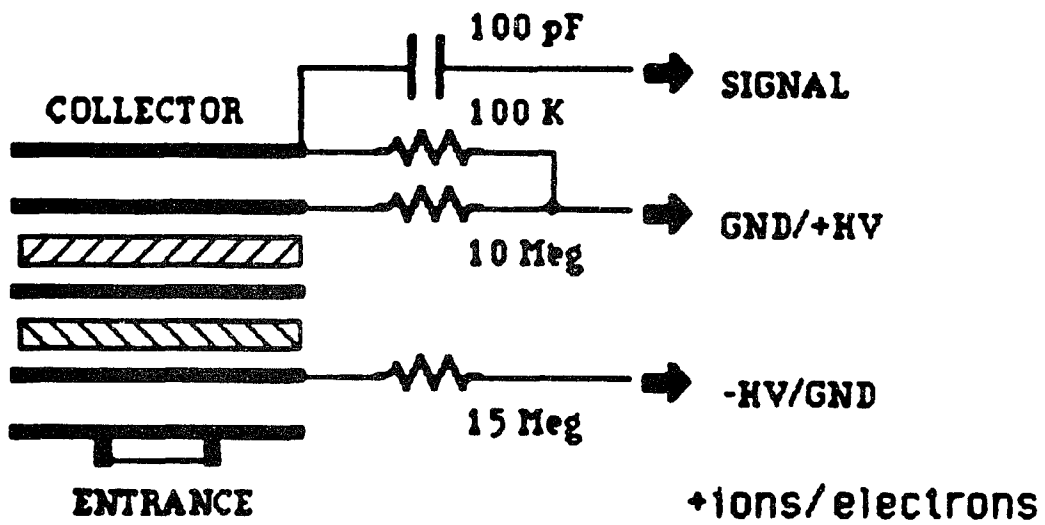 100 pF
SIGNAL
COLLECTOR
100 K
GND/+HV
10 Meg
-HV/GND
15 Meg
ENTRANCE
+ions/electrons